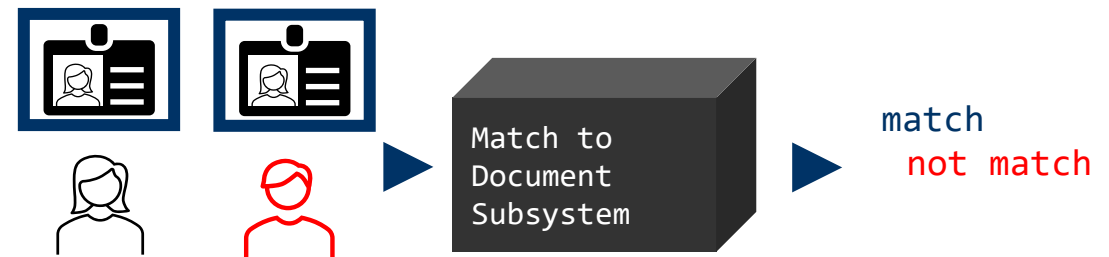 Match to
Document
Subsystem
match
not match